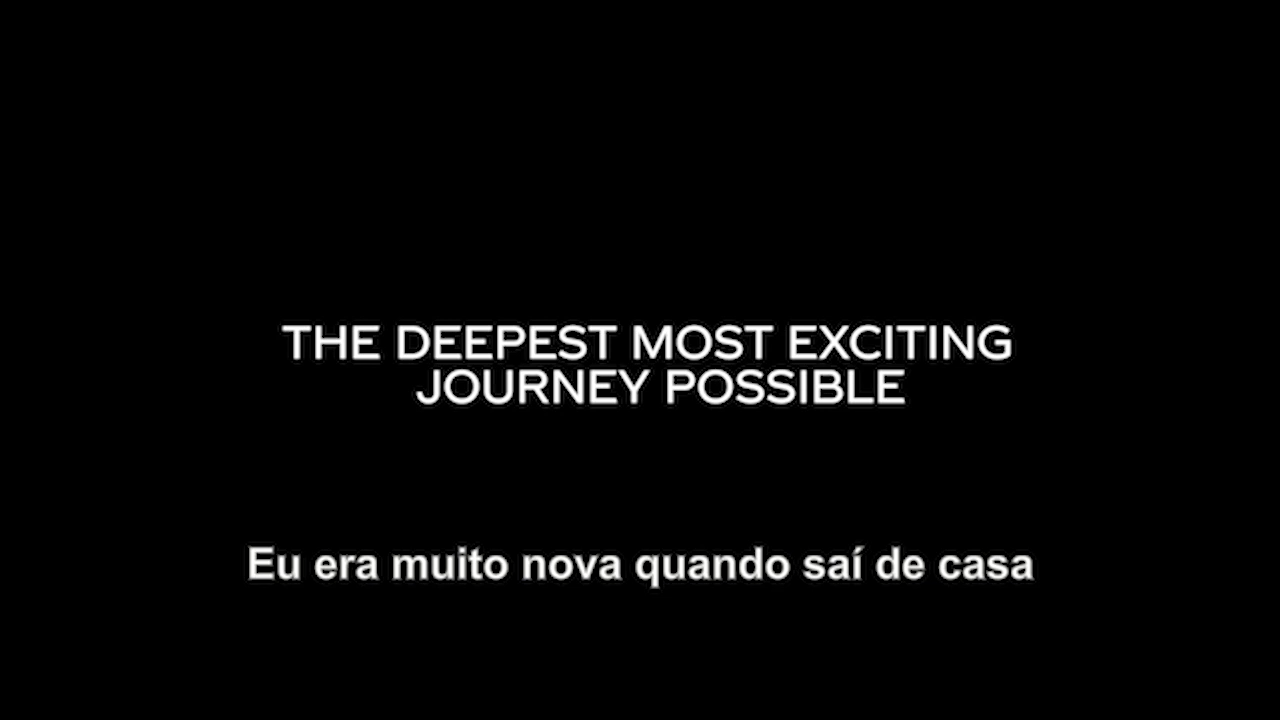 THE DEEPEST MOST EXCITING
JOURNEY POSSIBLE
Eu era muito nova quando saí de casa